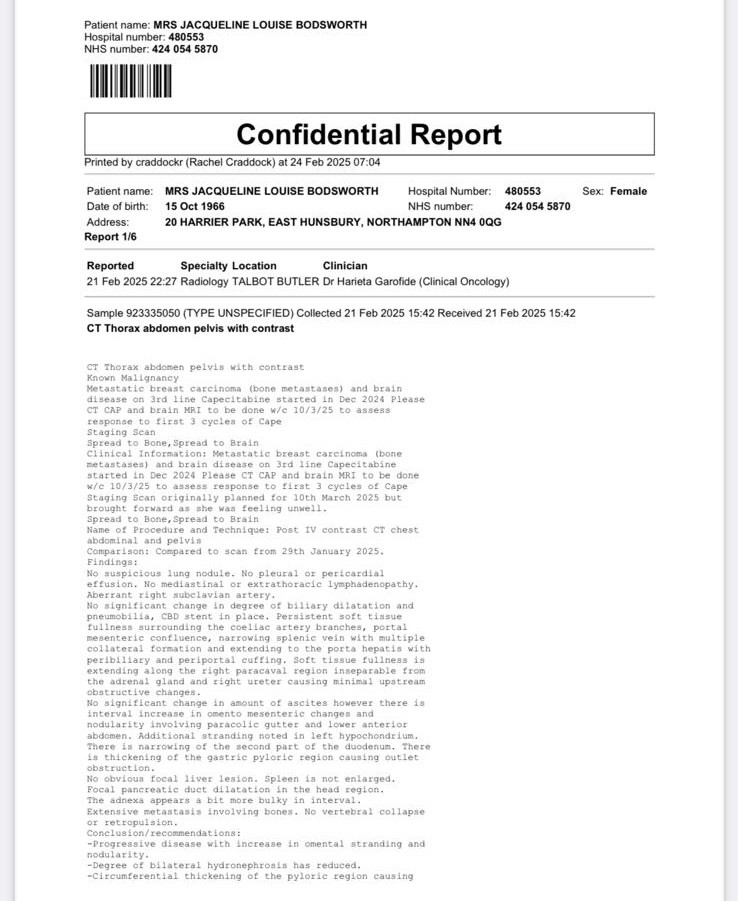 Patient name: MRS JACQUELINE LOUISE BODSWORTH
Hospital number: 480553
NHS number: 424 054 5870
Confidential Report
Printed by craddockr (Rachel Craddock) at 24 Feb 2025 07:04
Patient name: MRS JACQUELINE LOUISE BODSWORTH Hospital Number: 480553 Sex: Female
Date of birth: 15 Oct 1966 NHS number: 424 054 5870
Address: 20 HARRIER PARK, EAST HUNSBURY, NORTHAMPTON NN4 0QG
Report 1/6
Reported Specialty Location Clinician
21 Feb 2025 22:27 Radiology TALBOT BUTLER Dr Harieta Garofide (Clinical Oncology)
Sample 923335050 (TYPE UNSPECIFIED) Collected 21 Feb 2025 15:42 Received 21 Feb 2025 15:42
CT Thorax abdomen pelvis with contrast
CT Thorax abdomen pelvis with contrast
Known Malignancy
Metastatic breast carcinoma (bone metastases) and brain
disease on 3rd line Capecitabine started in Dec 2024 Please
CT CAP and brain MRI to be done w/c 10/3/25 to assess
response to first 3 cycles of Cape
Staging Scan
Spread to Bone,Spread to Brain
Clinical Information: Metastatic breast carcinoma (bone
metastases) and brain disease on 3rd line Capecitabine
started in Dec 2024 Please CT CAP and brain MRI to be done
w/c 10/3/25 to assess response to first 3 cycles of Cape
Staging Scan originally planned for 10th March 2025 but
brought forward as she was feeling unwell.
Spread to Bone,Spread to Brain
Name of Procedure and Technique: Post IV contrast CT chest
abdominal and pelvis
Comparison: Compared to scan from 29th January 2025.
Findings:
No suspicious lung nodule. No pleural or pericardial
effusion. No mediastinal or extrathoracic lymphadenopathy.
Aberrant right subclavian artery.
No significant change in degree of biliary dilatation and
pneumobilia, CBD stent in place. Persistent soft tissue
fullness surrounding the coeliac artery branches, portal
mesenteric confluence, narrowing splenic vein with multiple
collateral formation and extending to the porta hepatis with
peribiliary and periportal cuffing. Soft tissue fullness is
extending along the right paracaval region inseparable from
the adrenal gland and right ureter causing minimal upstream
obstructive changes.
No significant change in amount of ascites however there is
interval increase in omento mesenteric changes and
nodularity involving paracolic gutter and lower anterior
abdomen. Additional stranding noted in left hypochondrium.
There is narrowing of the second part of the duodenum. There
is thickening of the gastric pyloric region causing outlet
obstruction.
No obvious focal liver lesion. Spleen is not enlarged.
Focal pancreatic duct dilatation in the head region.
The adnexa appears a bit more bulky in interval.
Extensive metastasis involving bones. No vertebral collapse
or retropulsion.
Conclusion/recommendations:
-Progressive disease with increase in omental stranding and
nodularity.
-Degree of bilateral hydronephrosis has reduced.
-Circumferential thickening of the pyloric region causing